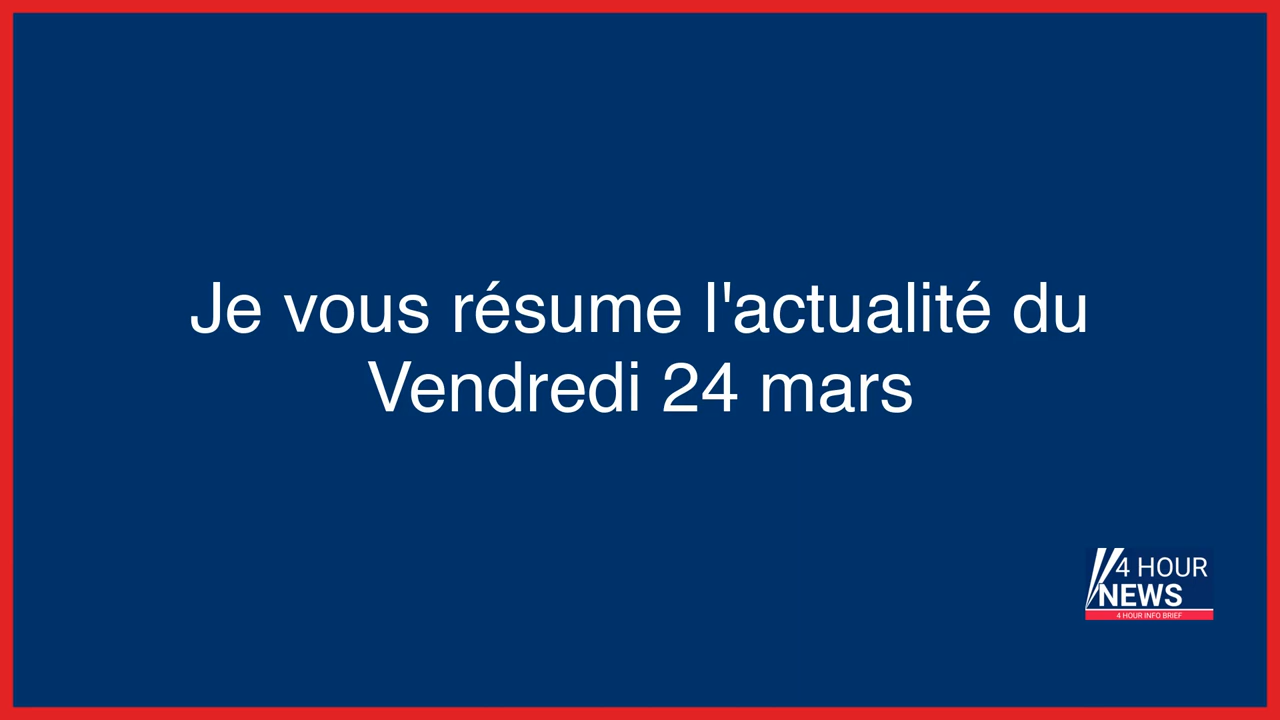 Je vous résume l'actualité du
Vendredi 24 mars
4 HOUR
NEWS
4 HOUR INFO BRIEF